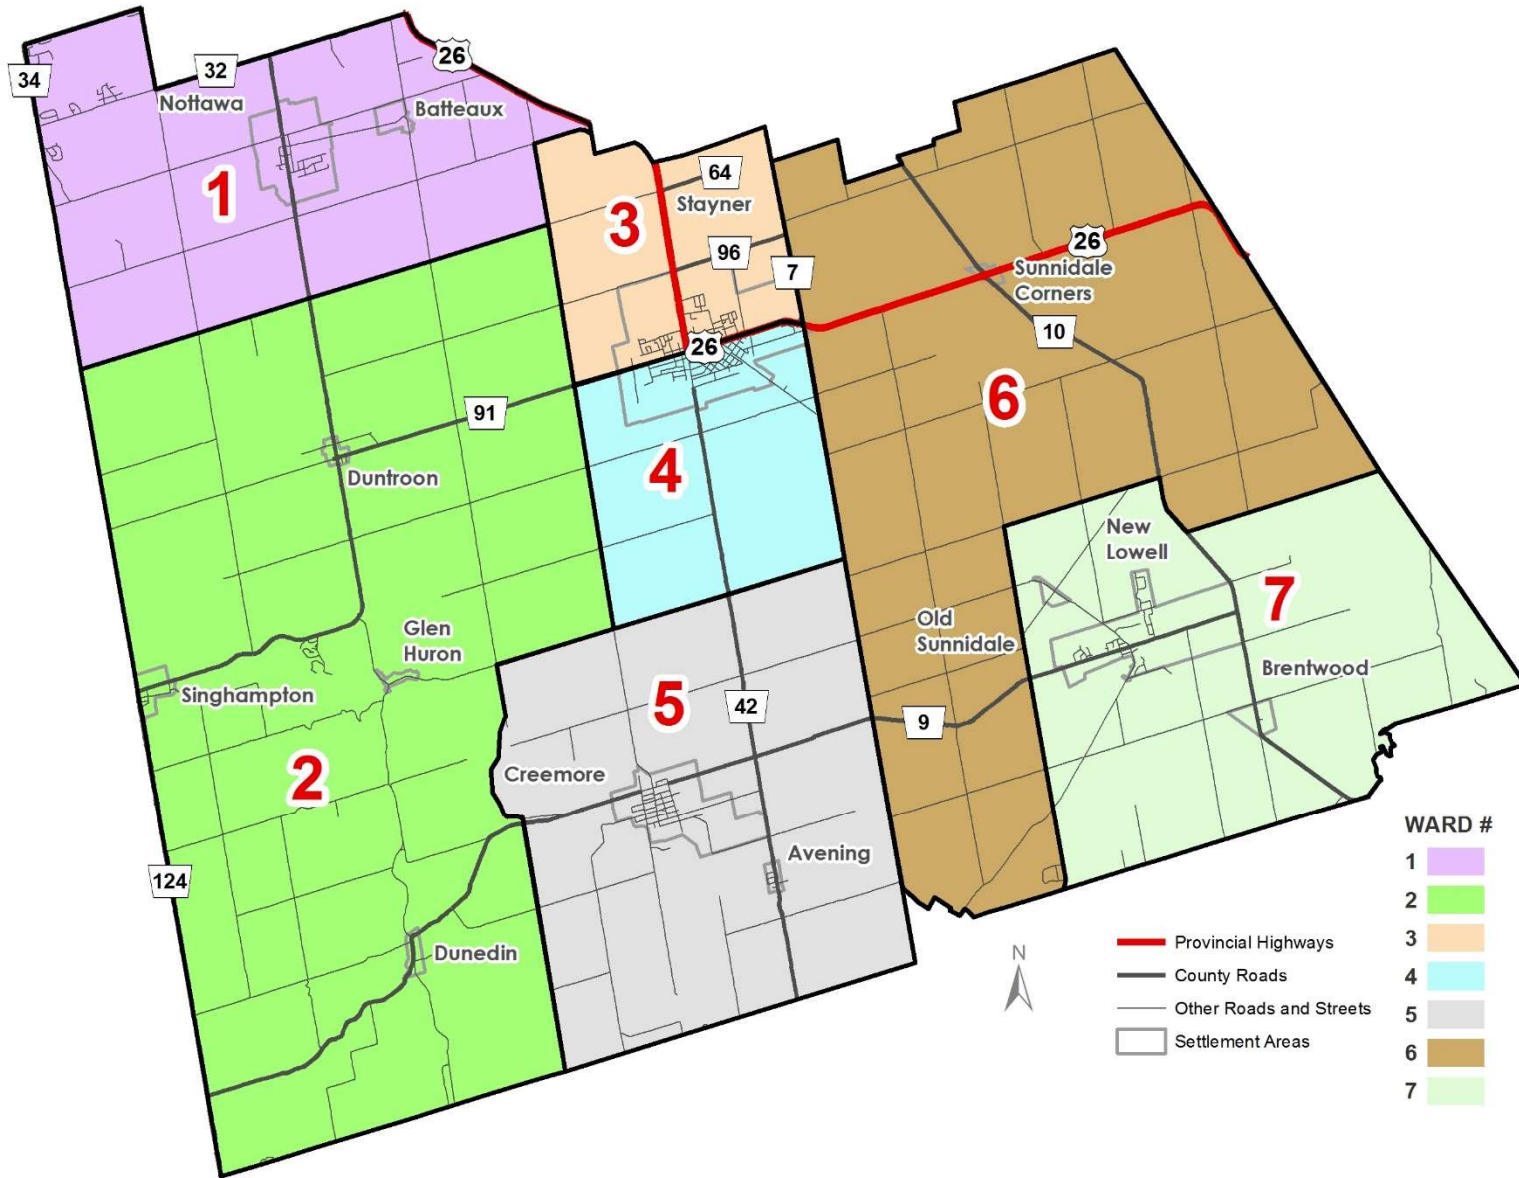 34
32
26
Nottawa
Batteaux
1
64
3
Stayner
96
7
26
Sunnidale
Corners
10
26
6
91
4
Duntroon
New
Lowell
7
Glen
Huron
Old
Sunnidale
Brentwood
Singhampton
5
42
9
2
Creemore
Avening
124
Dunedin
N
Provincial Highways
County Roads
Other Roads and Streets
Settlement Areas
WARD #
1
2
3
4
5
6
7